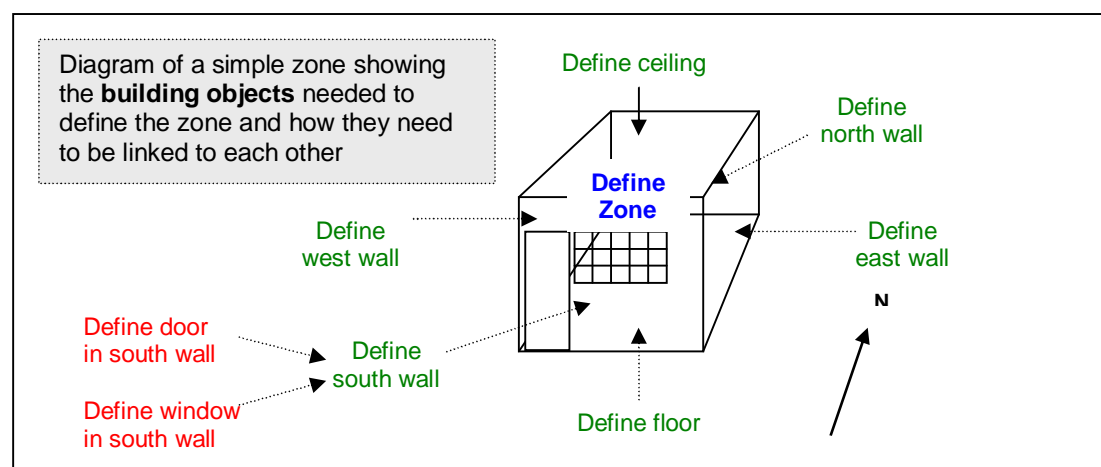 Diagram of a simple zone showing
the building objects needed to
define the zone and how they need
to be linked to each other
Define ceiling
Define
north wall
Define
Zone
Define
west wall
Define
east wall
N
Define door
in south wall
Define
south wall
Define window
in south wall
Define floor